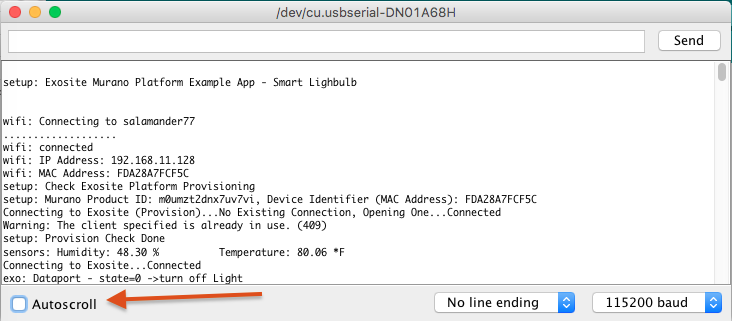 /dev/cu.usbserial-DN01A68H
Send
setup: Exosite Murano Platform Example App - Smart Lighbulb
wifi: Connecting to salamander77
...................
wifi: connected
wifi: IP Address: 192.168.11.128
wifi: MAC Address: FDA28A7FCF5C
setup: Check Exosite Platform Provisioning
setup: Murano Product ID: m0umzt2dnx7uv7vi, Device Identifier (MAC Address): FDA28A7FCF5C
Connecting to Exosite (Provision)...No Existing Connection, Opening One...Connected
Warning: The client specified is already in use. (409)
setup: Provision Check Done
sensors: Humidity: 48.30 % Temperature: 80.06 *F
Connecting to Exosite...Connected
exo: Dataport - state=0 ->turn off Light
Autoscroll
No line ending
115200 baud